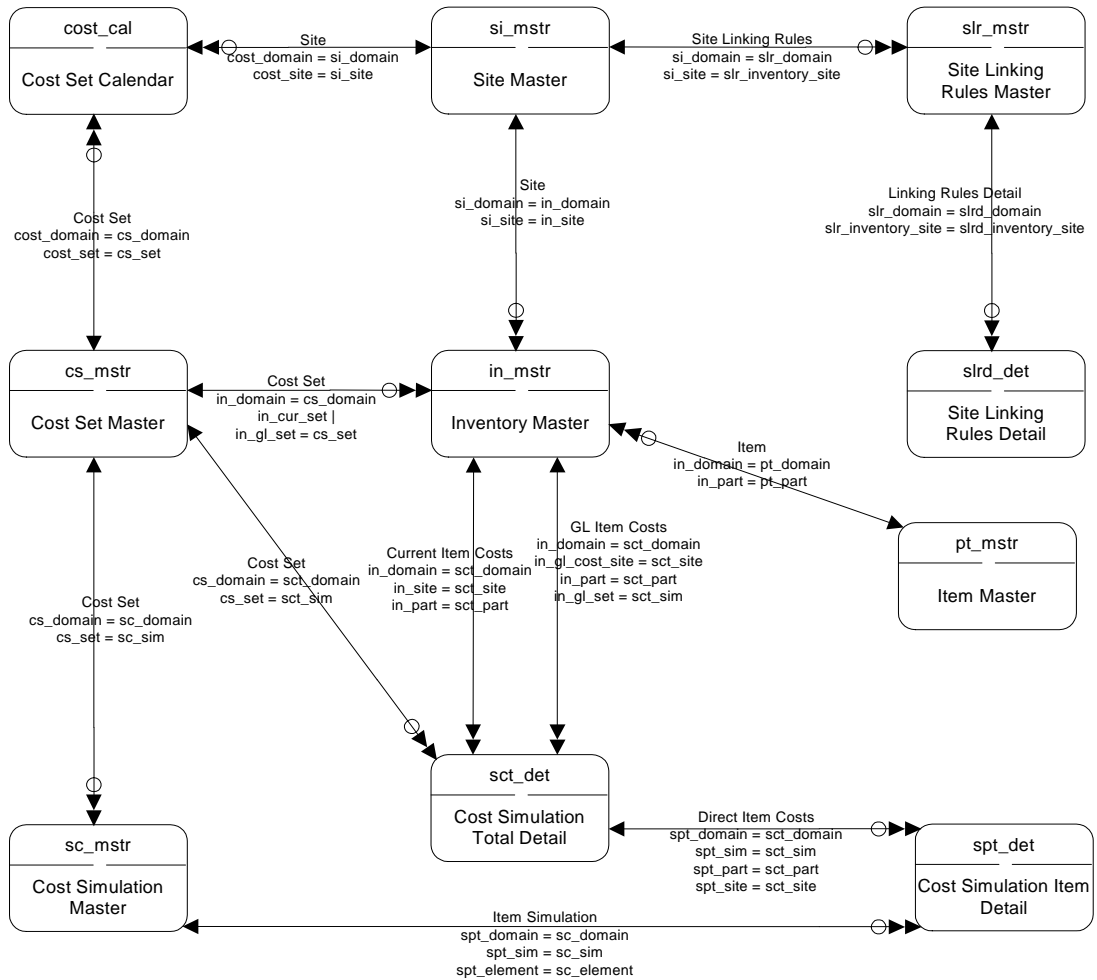 cost_cal
Cost Set Calendar
Site
cost_domain = si_domain
cost_site = si_site
si_mstr
Site Master
Site Linking Rules
si_domain = slr_domain
si_site = slr_inventory_site
slr_mstr
Site Linking
Rules Master
Cost Set
cost_domain = cs_domain
cost_set = cs_set
Site
si_domain = in_domain
si_site = in_site
Linking Rules Detail
slr_domain = slrd_domain
slr_inventory_site = slrd_inventory_site
cs_mstr
Cost Set Master
Cost Set
in_domain = cs_domain
in_cur_set |
in_gl_set = cs_set
in_mstr
Inventory Master
slrd_det
Site Linking
Rules Detail
Item
in_domain = pt_domain
in_part = pt_part
pt_mstr
Item Master
Cost Set
cs_domain = sc_domain
cs_set = sc_sim
Cost Set
cs_domain = sct_domain
cs_set = sct_sim
Current Item Costs
in_domain = sct_domain
in_site = sct_site
in_part = sct_part
GL Item Costs
in_domain = sct_domain
in_gl_cost_site = sct_site
in_part = sct_part
in_gl_set = sct_sim
sct_det
Cost Simulation
Total Detail
Direct Item Costs
spt_domain = sct_domain
spt_sim = sct_sim
spt_part = sct_part
spt_site = sct_site
spt_det
Cost Simulation Item
Detail
sc_mstr
Cost Simulation
Master
Item Simulation
spt_domain = sc_domain
spt_sim = sc_sim
spt_element = sc_element